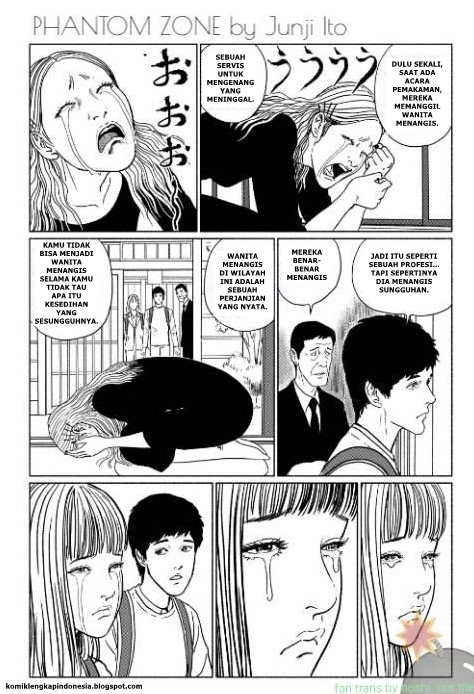 PHANTOM ZONE by Junji Ito
おおお
SEBUAH
SERVIS
UNTUK
MENGENANG
YANG
MENINGGAL.
うううう
DULU SEKALI,
SAAT ADA
ACARA
PEMAKAMAN,
MEREKA
MEMANGGIL
WANITA
MENANGIS.
KAMU TIDAK
BISA MENJADI
WANITA
MENANGIS
SELAMA KAMU
TIDAK TAU
APA ITU
KESEDIHAN
YANG
SESUNGGUHNYA.
WANITA
MENANGIS
DI WILAYAH
INI ADALAH
SEBUAH
PERJANJIAN
YANG NYATA.
MEREKA
BENAR-
BENAR
MENANGIS
JADI ITU SEPERTI
SEBUAH PROFESI...
TAPI SEPERTINYA
DIA MENANGIS
SUNGGUHAN.
komiklengkapindonesia.blogspot.com
fan trans by